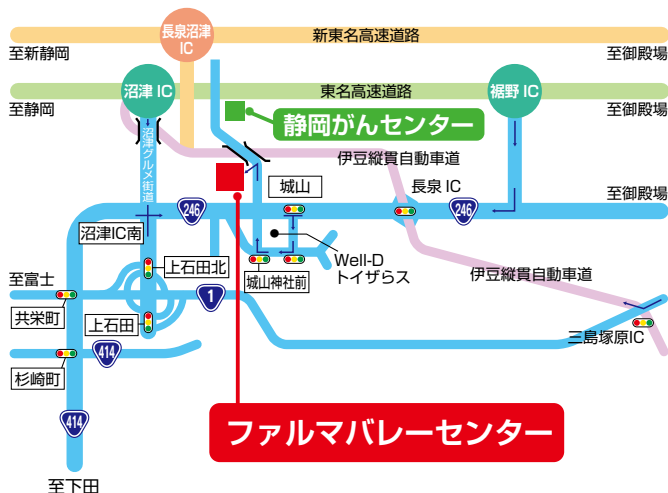 長泉沼津
IC
新東名高速道路
至新静岡
至御殿場
沼津 IC
東名高速道路
裾野 IC
至静岡
至御殿場
静岡がんセンター
沼津グルメ街道
伊豆縦貫自動車道
城山
長泉 IC
246
246
至御殿場
沼津IC南
Well-D
トイザらス
上石田北
城山神社前
伊豆縦貫自動車道
至富士
1
共栄町
上石田
三島塚原IC
414
杉崎町
414
ファルマバレーセンター
至下田